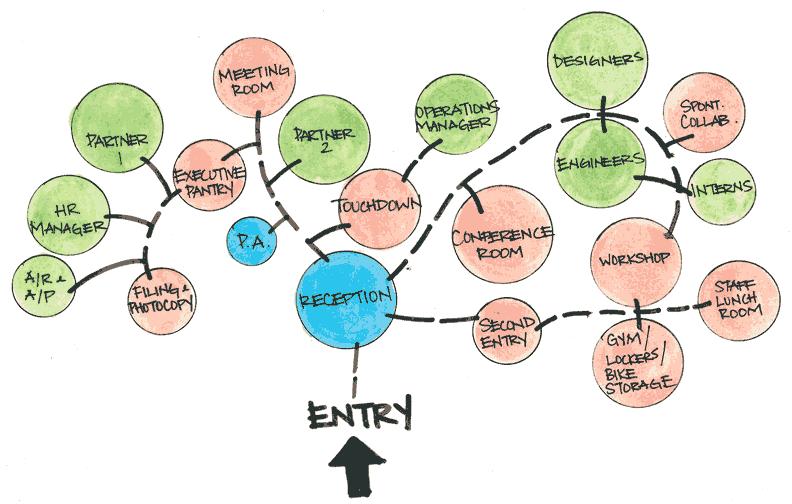 MEETING
ROOM
PARTNER
1
EXECUTIVE
PANTRY
HR
MANAGER
A/R &
A/P
FILING &
PHOTOCOPY
PARTNER
2
P.A.
TOUCHDOWN
OPERATIONS
MANAGER
RECEPTION
DESIGNERS
ENGINEERS
SPONT.
COLLAB.
INTERNS
CONFERENCE
ROOM
WORKSHOP
SECOND
ENTRY
STAFF
LUNCH
ROOM
GYM/
LOCKERS/
BIKE
STORAGE
ENTRY